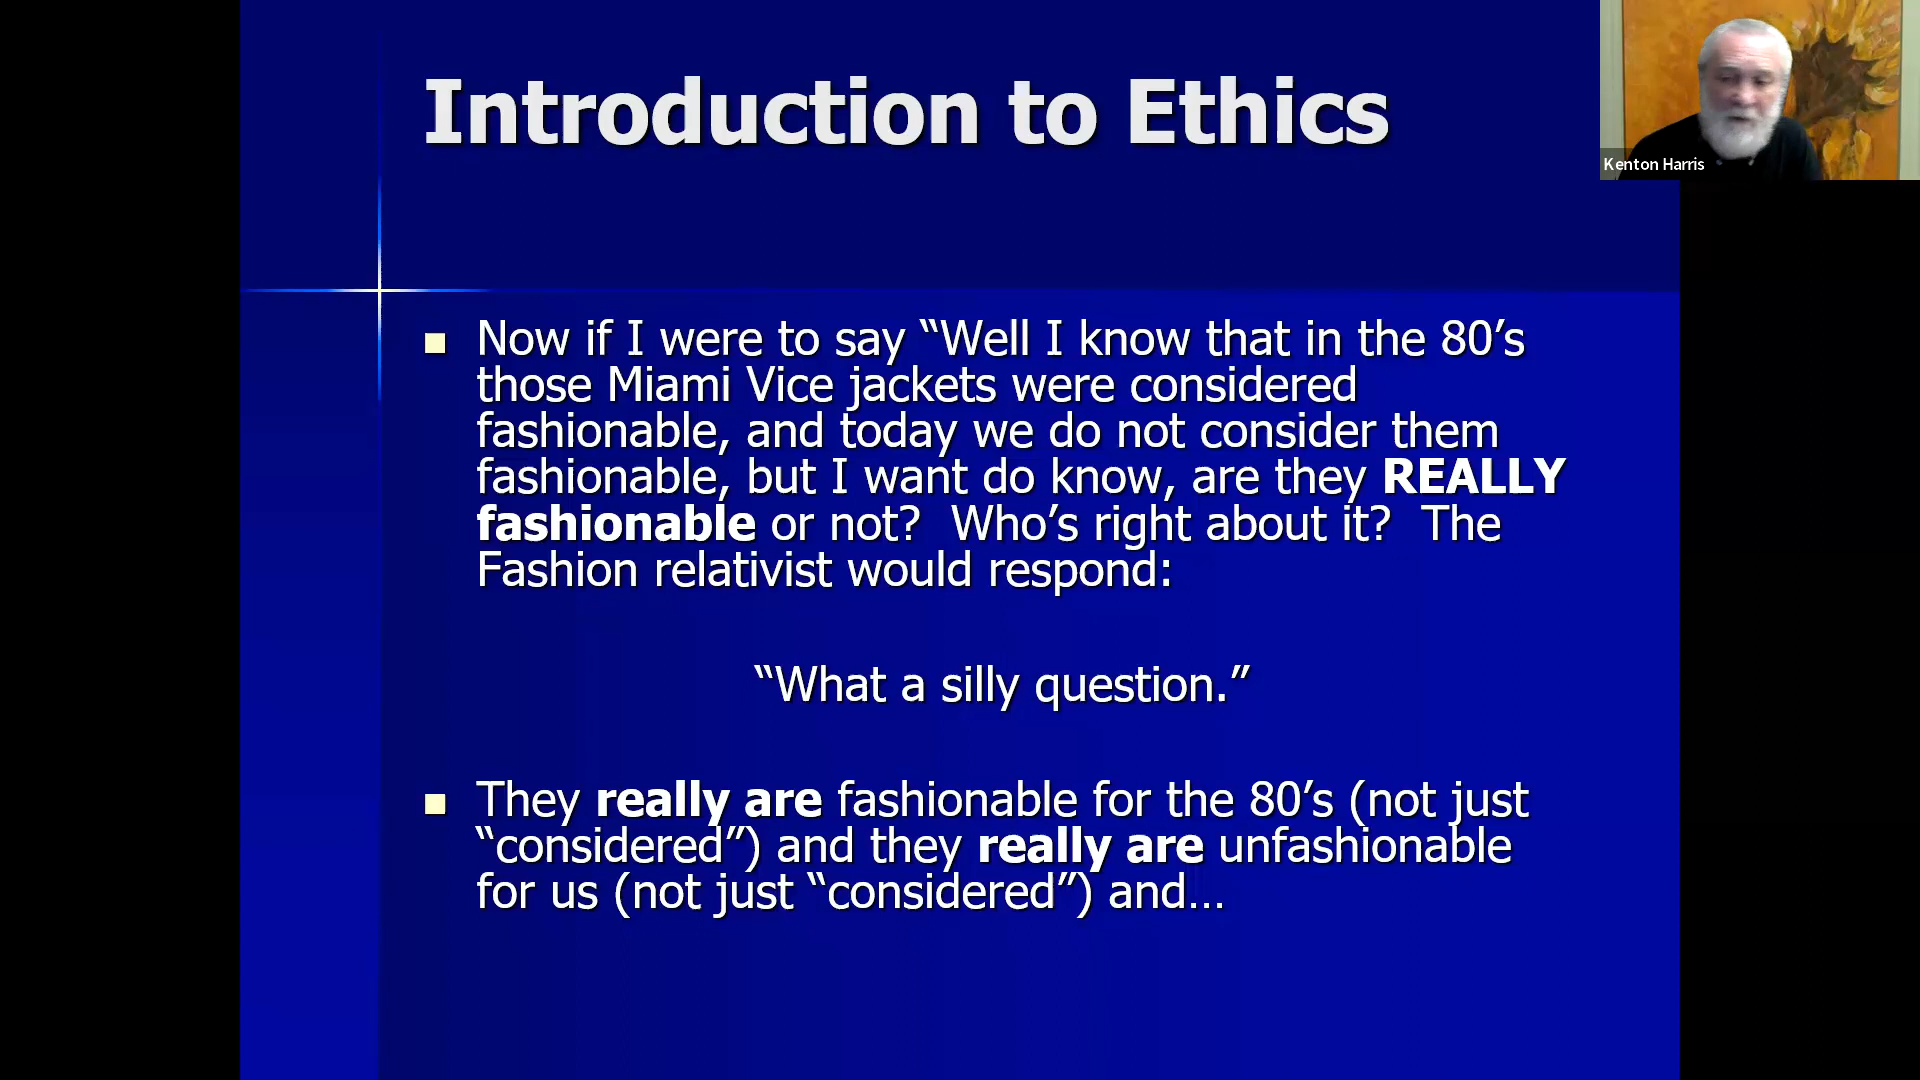 Introduction to Ethics
Kenton Harris
Now if I were to say “Well I know that in the 80’s
those Miami Vice jackets were considered
fashionable, and today we do not consider them
fashionable, but I want do know, are they REALLY
fashionable or not?  Who’s right about it?  The
Fashion relativist would respond:
“What a silly question.”
They really are fashionable for the 80’s (not just
“considered”) and they really are unfashionable
for us (not just “considered”) and…